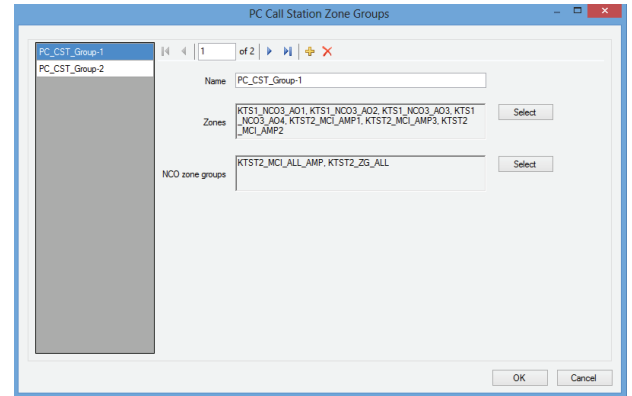 PC Call Station Zone Groups
PC_CST_Group-1
PC_CST_Group-2
1 of 2
Name PC_CST_Group-1
Zones
KTS1_NCO3_AO1, KTS1_NCO3_AO2, KTS1_NCO3_AO3, KTS1
_NCO3_AO4, KTST2_MCI_AMP1, KTST2_MCI_AMP3, KTST2
_MCI_AMP2
Select
NCO zone groups
KTST2_MCI_ALL_AMP, KTST2_ZG_ALL
Select
OK Cancel